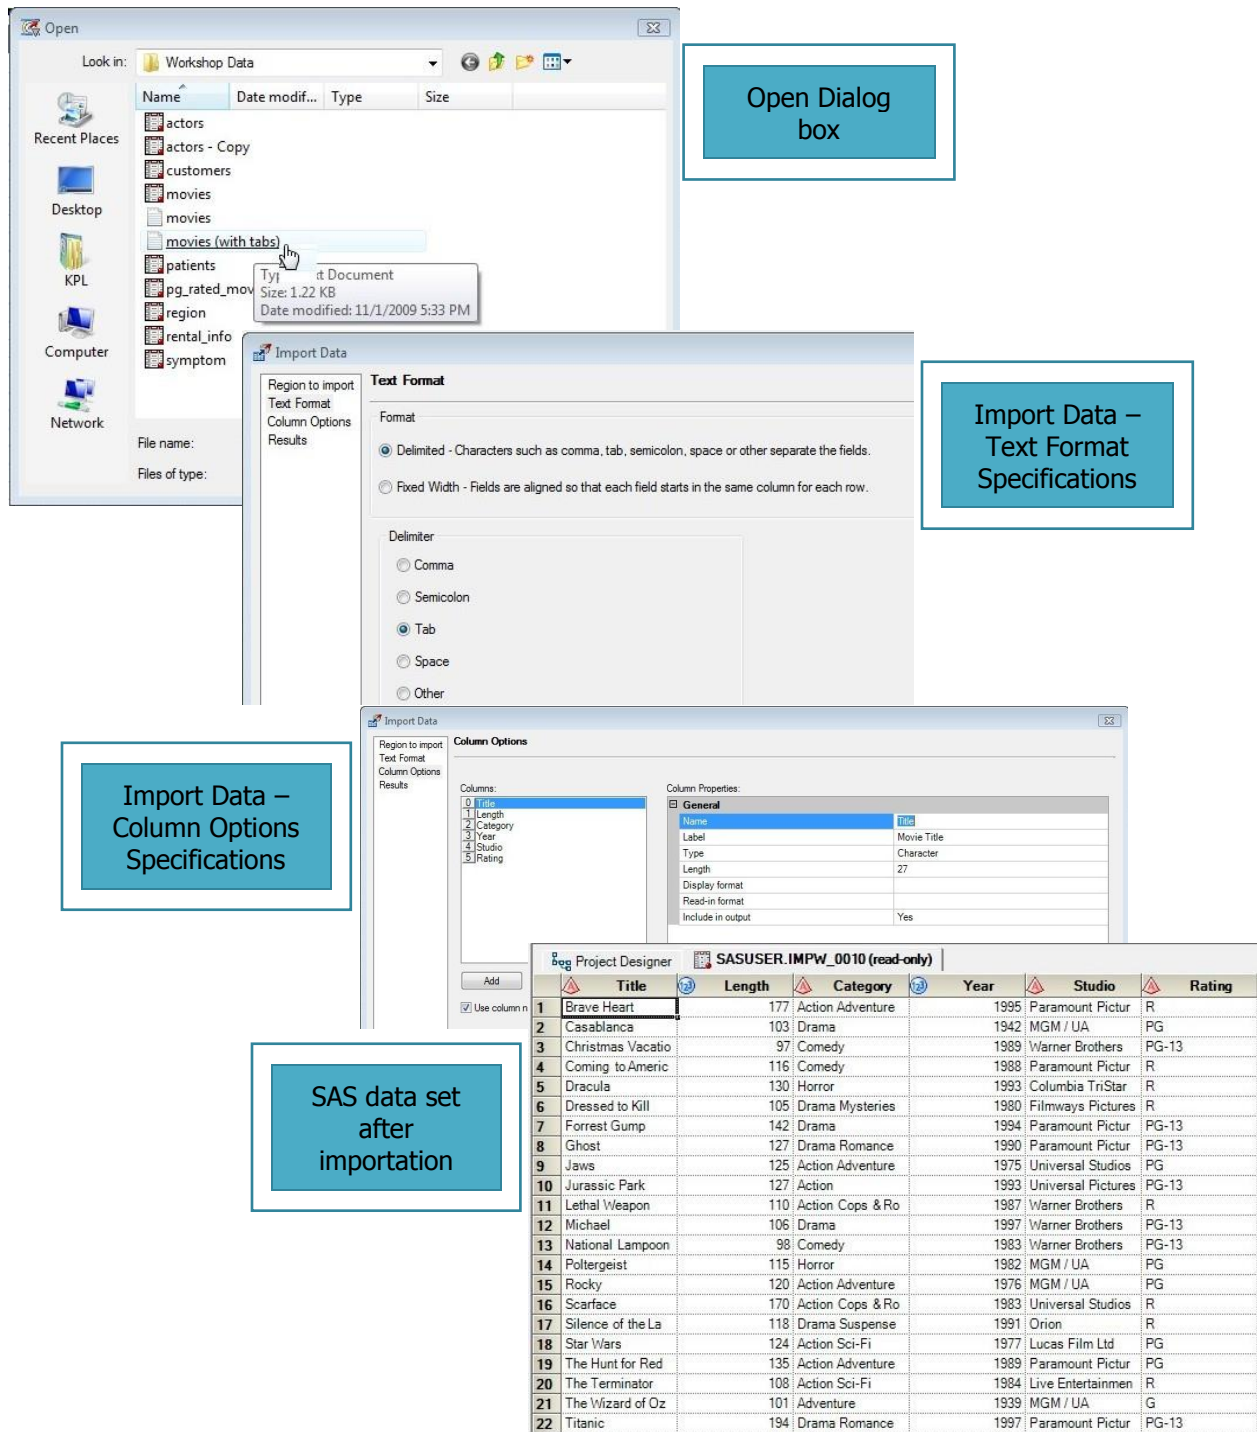 Open
Look in: Workshop Data
Name Date modif... Type Size
Recent Places
Desktop
KPL
Computer
Network
actors
actors - Copy
customers
movies
movies
movies (with tabs)
patients
pg_rated_mov
region
rental_info
symptom
t Document
Size: 1.22 KB
Date modified: 11/1/2009 5:33 PM
File name:
Files of type:
Open Dialog
box
Import Data
Region to import
Text Format
Column Options
Results
Text Format
Format
Delimited - Characters such as comma, tab, semicolon, space or other separate the fields.
Fixed Width - Fields are aligned so that each field starts in the same column for each row.
Delimiter
Comma
Semicolon
Tab
Space
Other
Import Data –
Text Format
Specifications
Import Data
Region to import
Text Format
Column Options
Results
Column Options
Columns:
0 Title
1 Length
2 Category
3 Year
4 Studio
5 Rating
Add
Use column n
Column Properties:
General
Name Title
Label Movie Title
Type Character
Length 27
Display format
Read-in format
Include in output Yes
Import Data –
Column Options
Specifications
Project Designer SASUSER.IMPW_0010 (read-only)
Title Length Category Year Studio Rating
1 Brave Heart 177 Action Adventure 1995 Paramount Pictur R
2 Casablanca 103 Drama 1942 MGM / UA PG
3 Christmas Vacatio 97 Comedy 1989 Warner Brothers PG-13
4 Coming to Americ 116 Comedy 1988 Paramount Pictur R
5 Dracula 130 Horror 1993 Columbia TriStar R
6 Dressed to Kill 105 Drama Mysteries 1980 Filmways Pictures R
7 Forrest Gump 142 Drama 1994 Paramount Pictur PG-13
8 Ghost 127 Drama Romance 1990 Paramount Pictur PG-13
9 Jaws 125 Action Adventure 1975 Universal Studios PG
10 Jurassic Park 127 Action 1993 Universal Pictures PG-13
11 Lethal Weapon 110 Action Cops & Ro 1987 Warner Brothers R
12 Michael 106 Drama 1997 Warner Brothers PG-13
13 National Lampoon 98 Comedy 1983 Warner Brothers PG-13
14 Poltergeist 115 Horror 1982 MGM / UA PG
15 Rocky 120 Action Adventure 1976 MGM / UA PG
16 Scarface 170 Action Cops & Ro 1983 Universal Studios R
17 Silence of the La 118 Drama Suspense 1991 Orion R
18 Star Wars 124 Action Sci-Fi 1977 Lucas Film Ltd PG
19 The Hunt for Red 135 Action Adventure 1989 Paramount Pictur PG
20 The Terminator 108 Action Sci-Fi 1984 Live Entertainmen R
21 The Wizard of Oz 101 Adventure 1939 MGM / UA G
22 Titanic 194 Drama Romance 1997 Paramount Pictur PG-13
SAS data set
after
importation